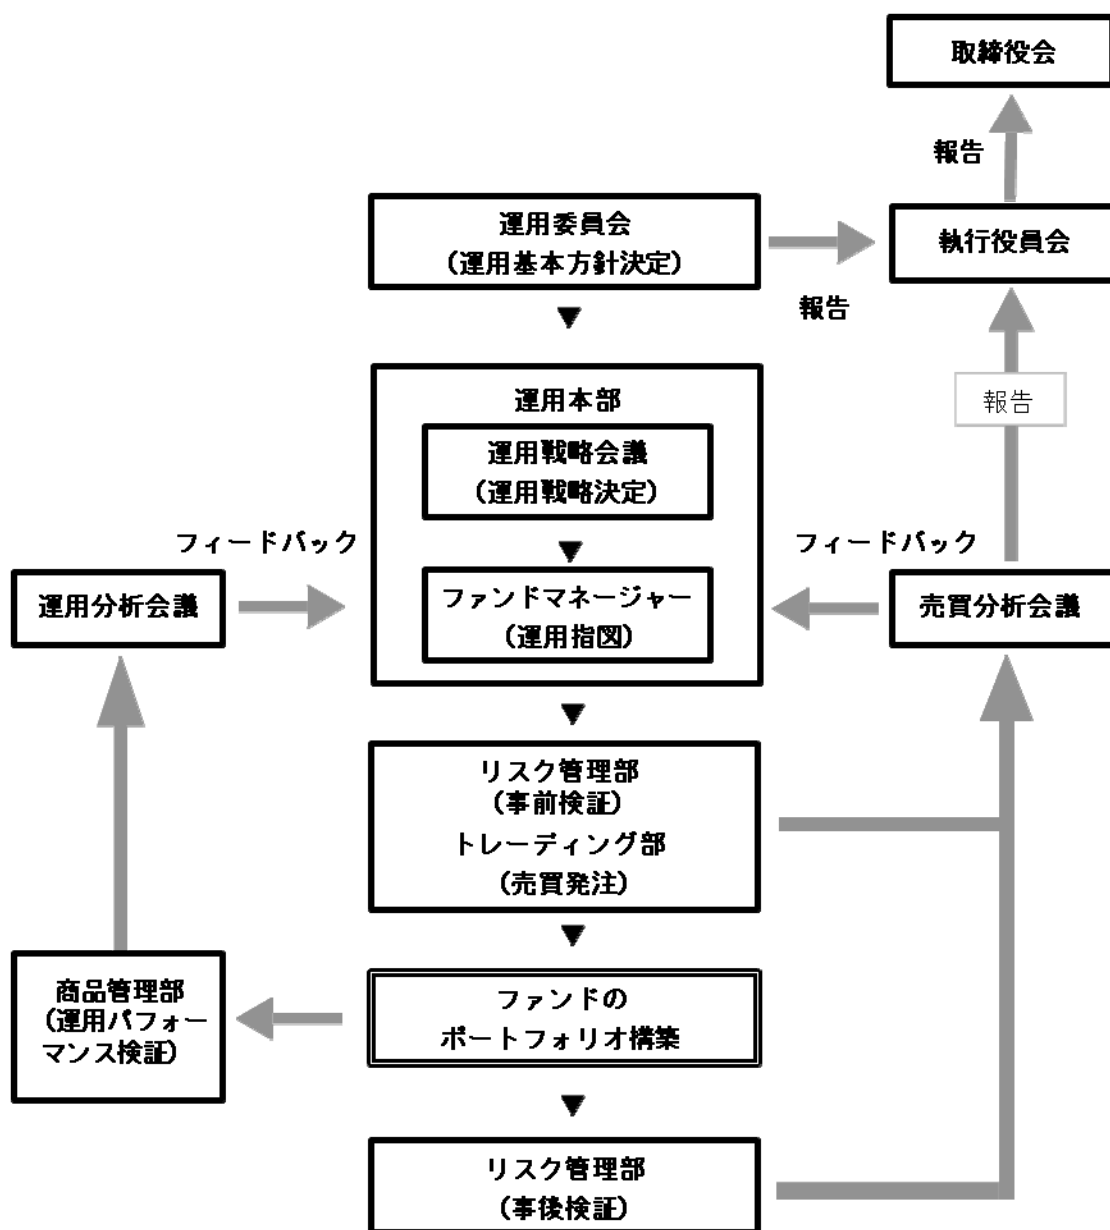 取締役会
報告
運用委員会
(運用基本方針決定)
執行役員会
報告
運用本部
報告
運用戦略会議
(運用戦略決定)
フィードバック
フィードバック
運用分析会議
ファンドマネージャー
(運用指図)
売買分析会議
リスク管理部
(事前検証)
トレーディング部
(売買発注)
商品管理部
(運用パフォー
マンス検証)
ファンドの
ポートフォリオ構築
リスク管理部
(事後検証)